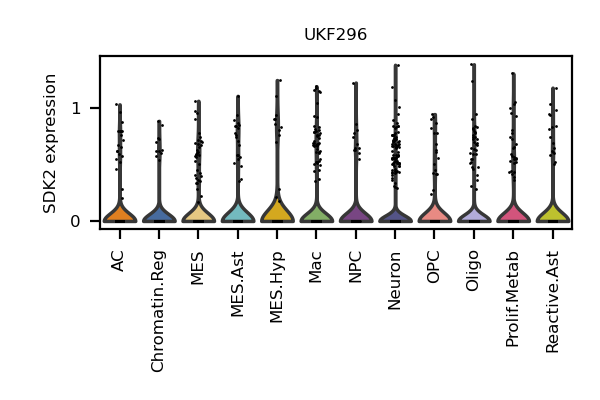 UKF296
SDK2 expression
1
0
AC
Chromatin.Reg
MES
MES.Ast
MES.Hyp
Mac
NPC
Neuron
OPC
Oligo
Prolif.Metab
Reactive.Ast